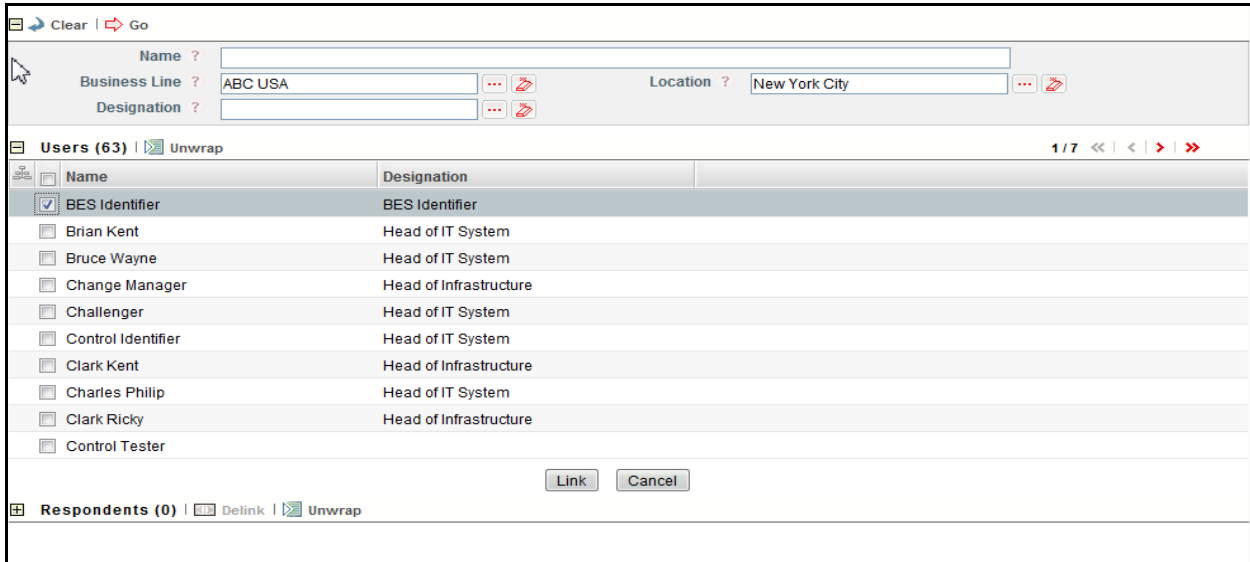 Clear | Go
Name ?
Business Line ? ABC USA ... Location ? New York City ...
Designation ? ...
Users (63) | Unwrap 1 / 7 << | < | > | >>
Name Designation
BES Identifier BES Identifier
Brian Kent Head of IT System
Bruce Wayne Head of IT System
Change Manager Head of Infrastructure
Challenger Head of IT System
Control Identifier Head of IT System
Clark Kent Head of Infrastructure
Charles Philip Head of IT System
Clark Ricky Head of Infrastructure
Control Tester
Link Cancel
Respondents (0) | Delink | Unwrap